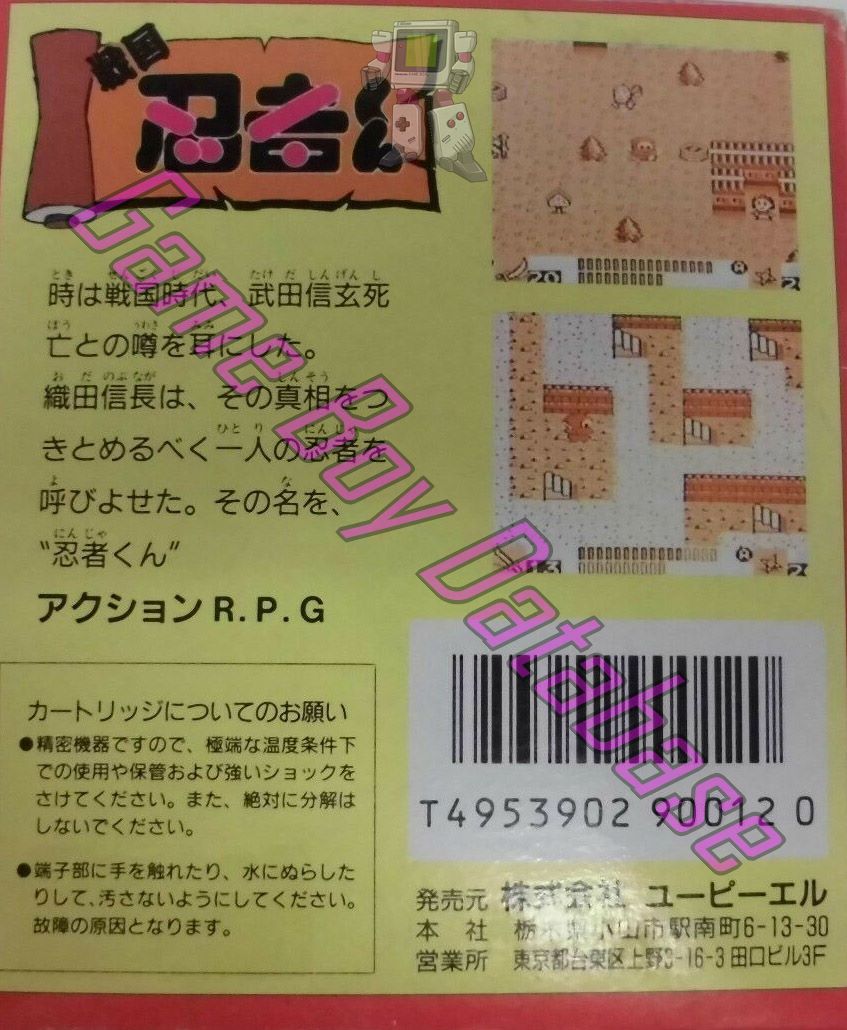 戦国
忍者くん
時は戦国時代、武田信玄死
亡との噂を耳にした。
織田信長は、その真相をつ
きとめるべく一人の忍者を
呼びよせた。その名を、
“忍者くん”
アクションR.P.G
カートリッジについてのお願い
●精密機器ですので、極端な温度条件下
での使用や保管および強いショックを
さけてください。また、絶対に分解は
しないでください。
●端子部に手を触れたり、水にぬらした
りして、汚さないようにしてください。
故障の原因となります。
20
2
13
2
T4953902 900012 0
発売元 株式会社 ユーピーエル
本 社 栃木県小山市駅南町6-13-30
営業所 東京都台東区上野3-16-3 田口ビル3F
Game Boy Database